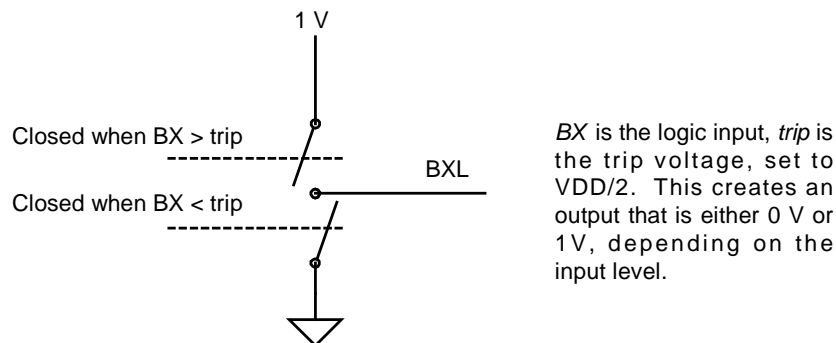 1 V
Closed when BX > trip
BXL
Closed when BX < trip
BX is the logic input, trip is
the trip voltage, set to
VDD/2. This creates an
output that is either 0 V or
1V, depending on the
input level.